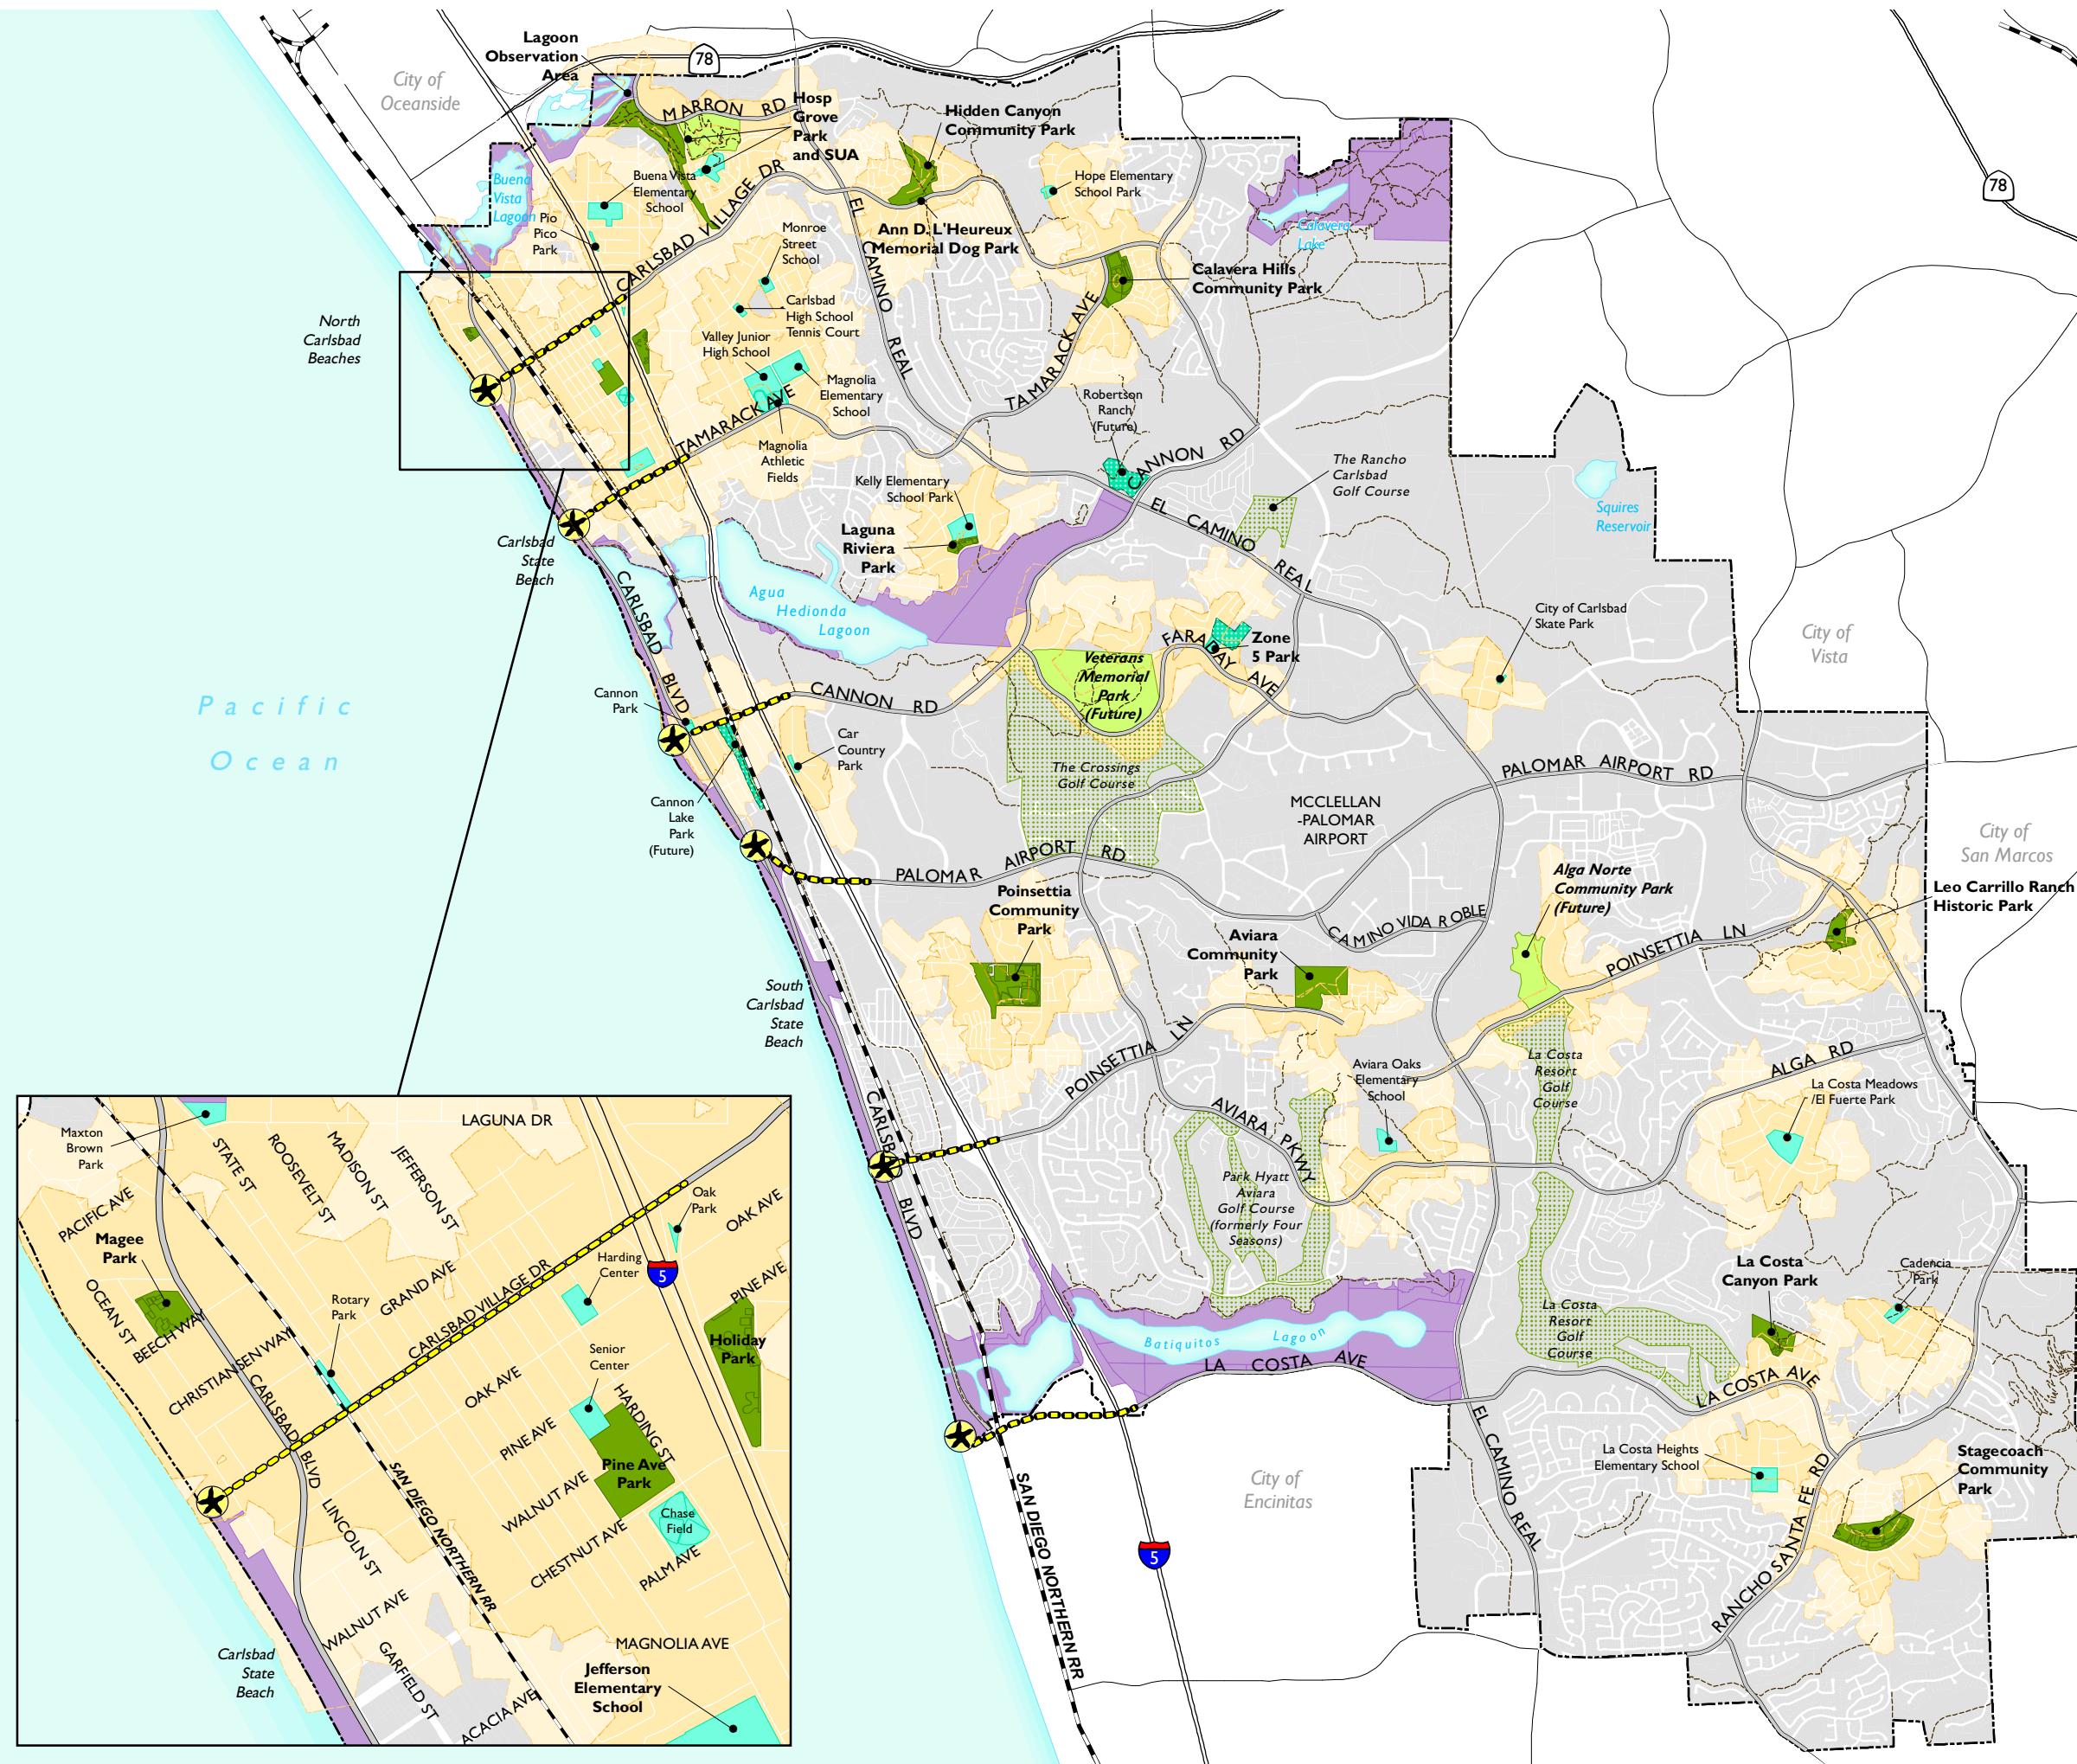 Lagoon
Observation
Area
78
City of
Oceanside
MARRON RD
Hosp
Grove
Park
and SUA
Hidden Canyon
Community Park
Buena
Vista
Lagoon
Buena Vista
Elementary
School
Hope Elementary
School Park
78
Pio
Pico
Park
CARLSBAD VILLAGE DR
Monroe
Street
School
EL CAMINO REAL
Ann D. L'Heureux
Memorial Dog Park
Calavera
Lake
Calavera Hills
Community Park
North
Carlsbad
Beaches
Carlsbad
High School
Tennis Court
Valley Junior
High School
Magnolia
Elementary
School
TAMARACK AVE
TAMARACK AVE
Magnolia
Athletic
Fields
Robertson
Ranch
(Future)
CANNON RD
The Rancho
Carlsbad
Golf Course
Kelly Elementary
School Park
Laguna
Riviera
Park
EL CAMINO REAL
Squires
Reservoir
Carlsbad
State
Beach
CARLSBAD BLVD
Agua
Hedionda
Lagoon
City of Carlsbad
Skate Park
City of
Vista
FARADAY AVE
Zone
5 Park
Veterans
Memorial
Park
(Future)
Pacific
Ocean
Cannon
Park
CANNON RD
Car
Country
Park
The Crossings
Golf Course
PALOMAR AIRPORT RD
MCCLELLAN
-PALOMAR
AIRPORT
Cannon
Lake
Park
(Future)
City of
San Marcos
PALOMAR AIRPORT RD
Alga Norte
Community Park
(Future)
Leo Carrillo Ranch
Historic Park
Poinsettia
Community
Park
CAMINO VIDA ROBLE
Aviara
Community
Park
POINSETTIA LN
South
Carlsbad
State
Beach
POINSETTIA LN
Aviara Oaks
Elementary
School
La Costa
Resort
Golf
Course
ALGA RD
La Costa Meadows
/El Fuerte Park
CARLSBAD BLVD
AVIARA PKWY
Park Hyatt
Aviara
Golf Course
(formerly Four
Seasons)
La Costa
Canyon Park
Cadencia
Park
La Costa
Resort
Golf
Course
Batiquitos Lagoon
LA COSTA AVE
LA COSTA AVE
EL CAMINO REAL
La Costa Heights
Elementary School
Stagecoach
Community
Park
City of
Encinitas
SAN DIEGO NORTHERN RR
5
RANCHO SANTA FE RD
Maxton
Brown
Park
LAGUNA DR
STATE ST
ROOSEVELT ST
MADISON ST
JEFFERSON ST
PACIFIC AVE
Magee
Park
Oak
Park
OAK AVE
Harding
Center
5
GRAND AVE
CARLSBAD VILLAGE DR
PINE AVE
OCEAN ST
BEECH WAY
Rotary
Park
Holiday
Park
CHRISTIANSEN WAY
Senior
Center
OAK AVE
HARDING ST
CARLSBAD BLVD
PINE AVE
Pine Ave
Park
WALNUT AVE
Chase
Field
SAN DIEGO NORTHERN RR
LINCOLN ST
CHESTNUT AVE
PALM AVE
WALNUT AVE
MAGNOLIA AVE
GARFIELD ST
Carlsbad
State
Beach
Jefferson
Elementary
School
ACACIA AVE